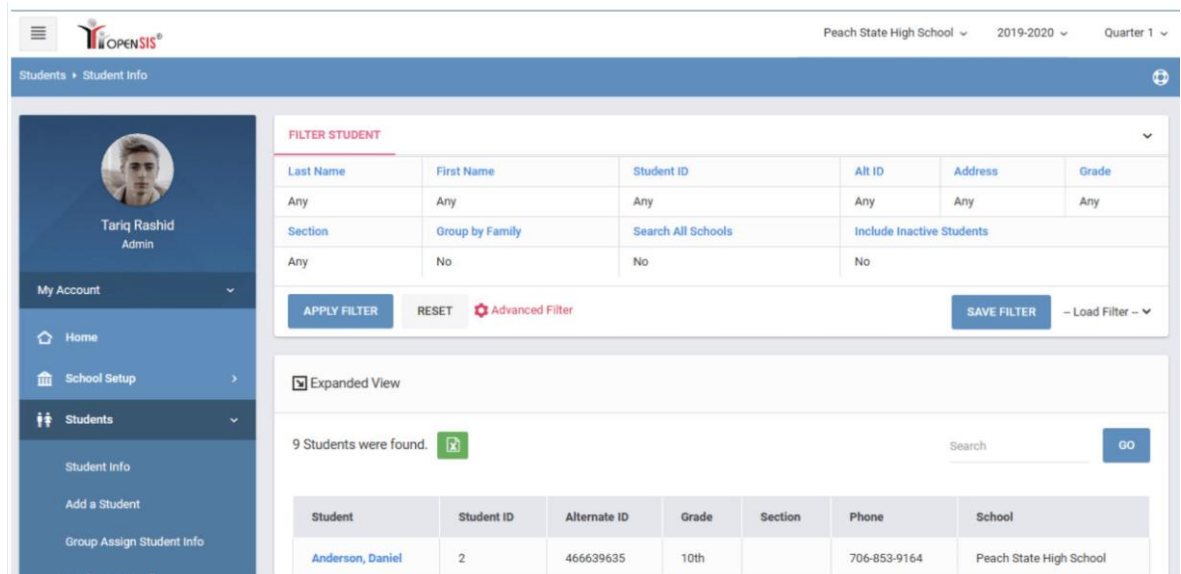 OPENSIS®
Peach State High School 2019-2020 Quarter 1
Students Student Info
Tariq Rashid
Admin
My Account
Home
School Setup
Students
Student Info
Add a Student
Group Assign Student Info
FILTER STUDENT
Last Name First Name Student ID Alt ID Address Grade
Any Any Any Any Any Any
Section Group by Family Search All Schools Include Inactive Students
Any No No No
APPLY FILTER RESET Advanced Filter SAVE FILTER -- Load Filter --
Expanded View
9 Students were found. Search GO
Student Student ID Alternate ID Grade Section Phone School
Anderson, Daniel 2 466639635 10th 706-853-9164 Peach State High School